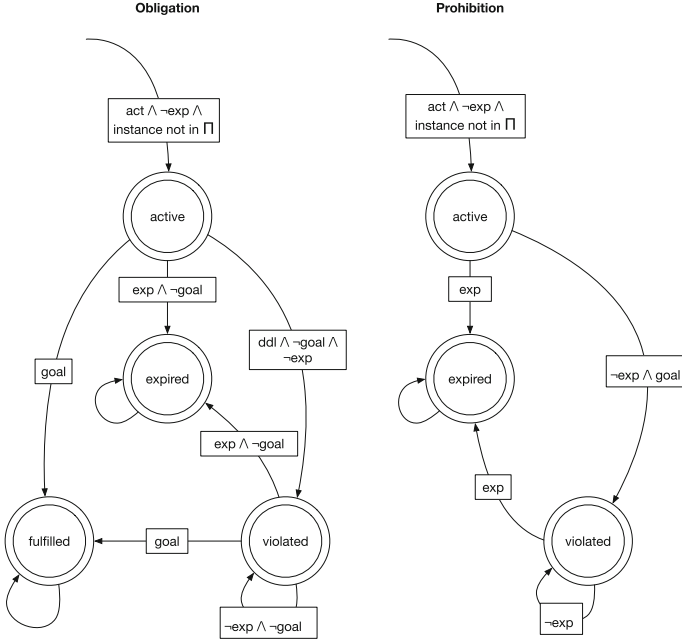 Obligation
act ⋀ ¬exp ⋀
instance not in Π
active
exp ⋀ ¬goal
ddl ⋀ ¬goal ⋀
¬exp
goal
expired
exp ⋀ ¬goal
fulfilled
goal
violated
¬exp ⋀ ¬goal
Prohibition
act ⋀ ¬exp ⋀
instance not in Π
active
exp
¬exp ⋀ goal
expired
exp
violated
¬exp